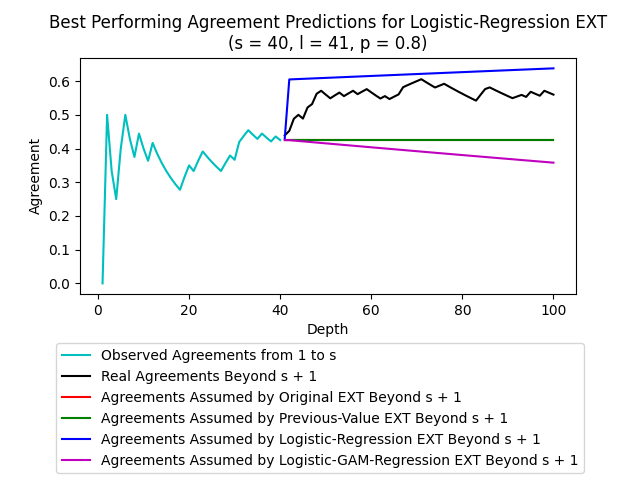 Best Performing Agreement Predictions for Logistic-Regression EXT
(s = 40, l = 41, p = 0.8)
Agreement
0.6
0.5
0.4
0.3
0.2
0.1
0.0
0 20 40 60 80 100
Depth
Observed Agreements from 1 to s
Real Agreements Beyond s + 1
Agreements Assumed by Original EXT Beyond s + 1
Agreements Assumed by Previous-Value EXT Beyond s + 1
Agreements Assumed by Logistic-Regression EXT Beyond s + 1
Agreements Assumed by Logistic-GAM-Regression EXT Beyond s + 1